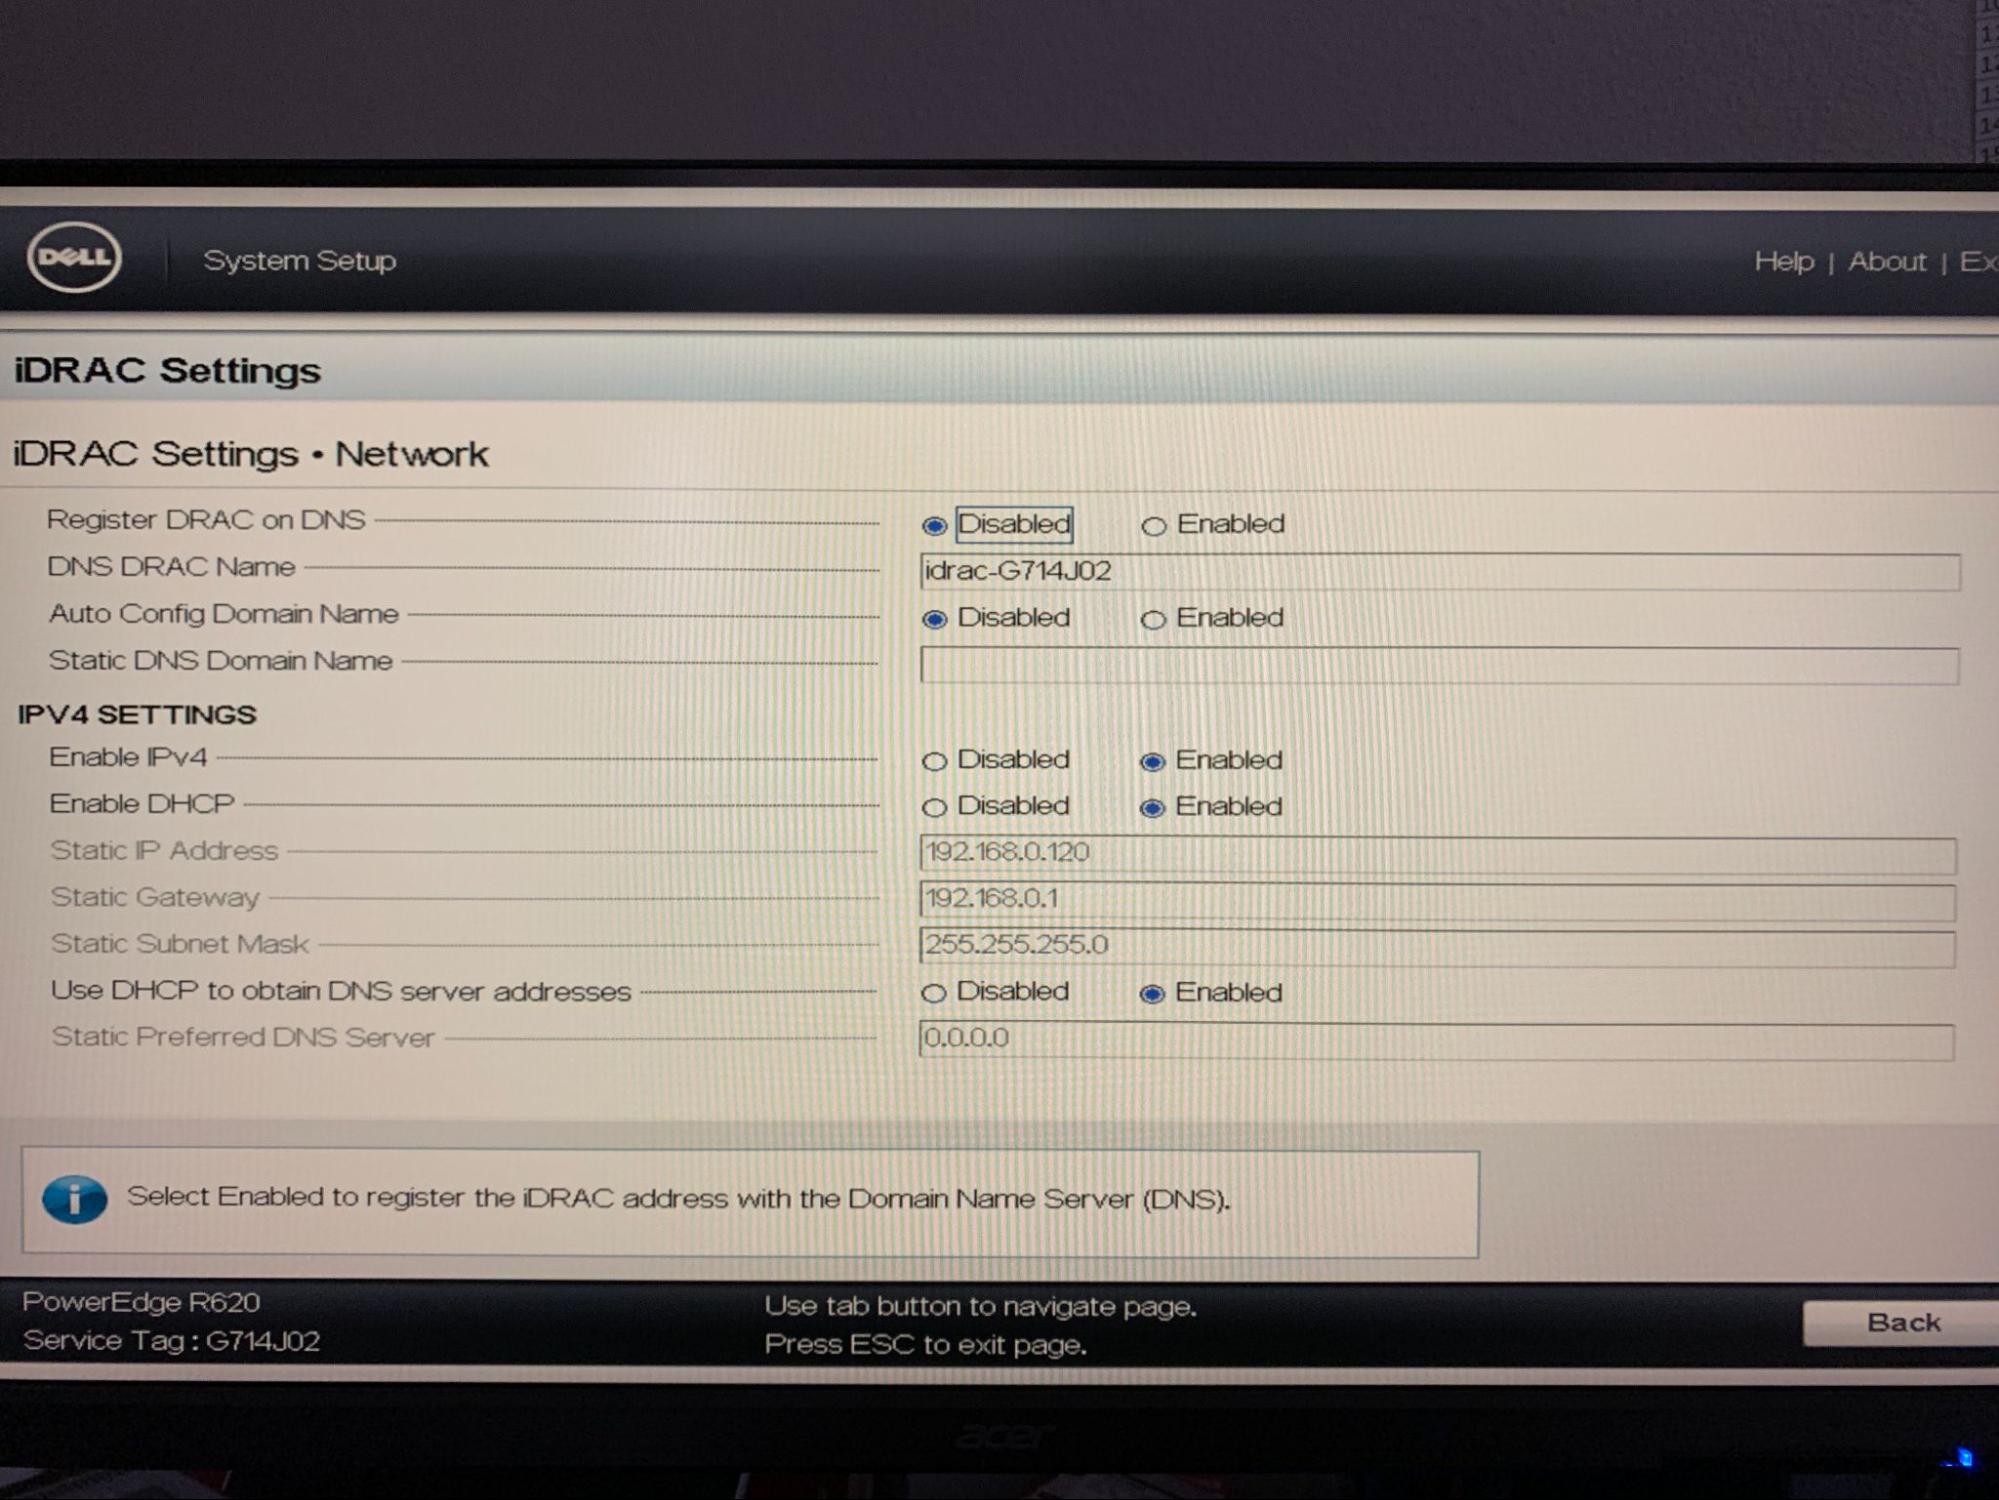 DELL
System Setup
Help | About | Ex
iDRAC Settings
iDRAC Settings • Network
Register DRAC on DNS Disabled Enabled
DNS DRAC Name idrac-G714J02
Auto Config Domain Name Disabled Enabled
Static DNS Domain Name
IPV4 SETTINGS
Enable IPv4 Disabled Enabled
Enable DHCP Disabled Enabled
Static IP Address 192.168.0.120
Static Gateway 192.168.0.1
Static Subnet Mask 255.255.255.0
Use DHCP to obtain DNS server addresses Disabled Enabled
Static Preferred DNS Server 0.0.0.0
Select Enabled to register the iDRAC address with the Domain Name Server (DNS).
PowerEdge R620
Service Tag : G714J02
Use tab button to navigate page.
Press ESC to exit page.
Back
acer